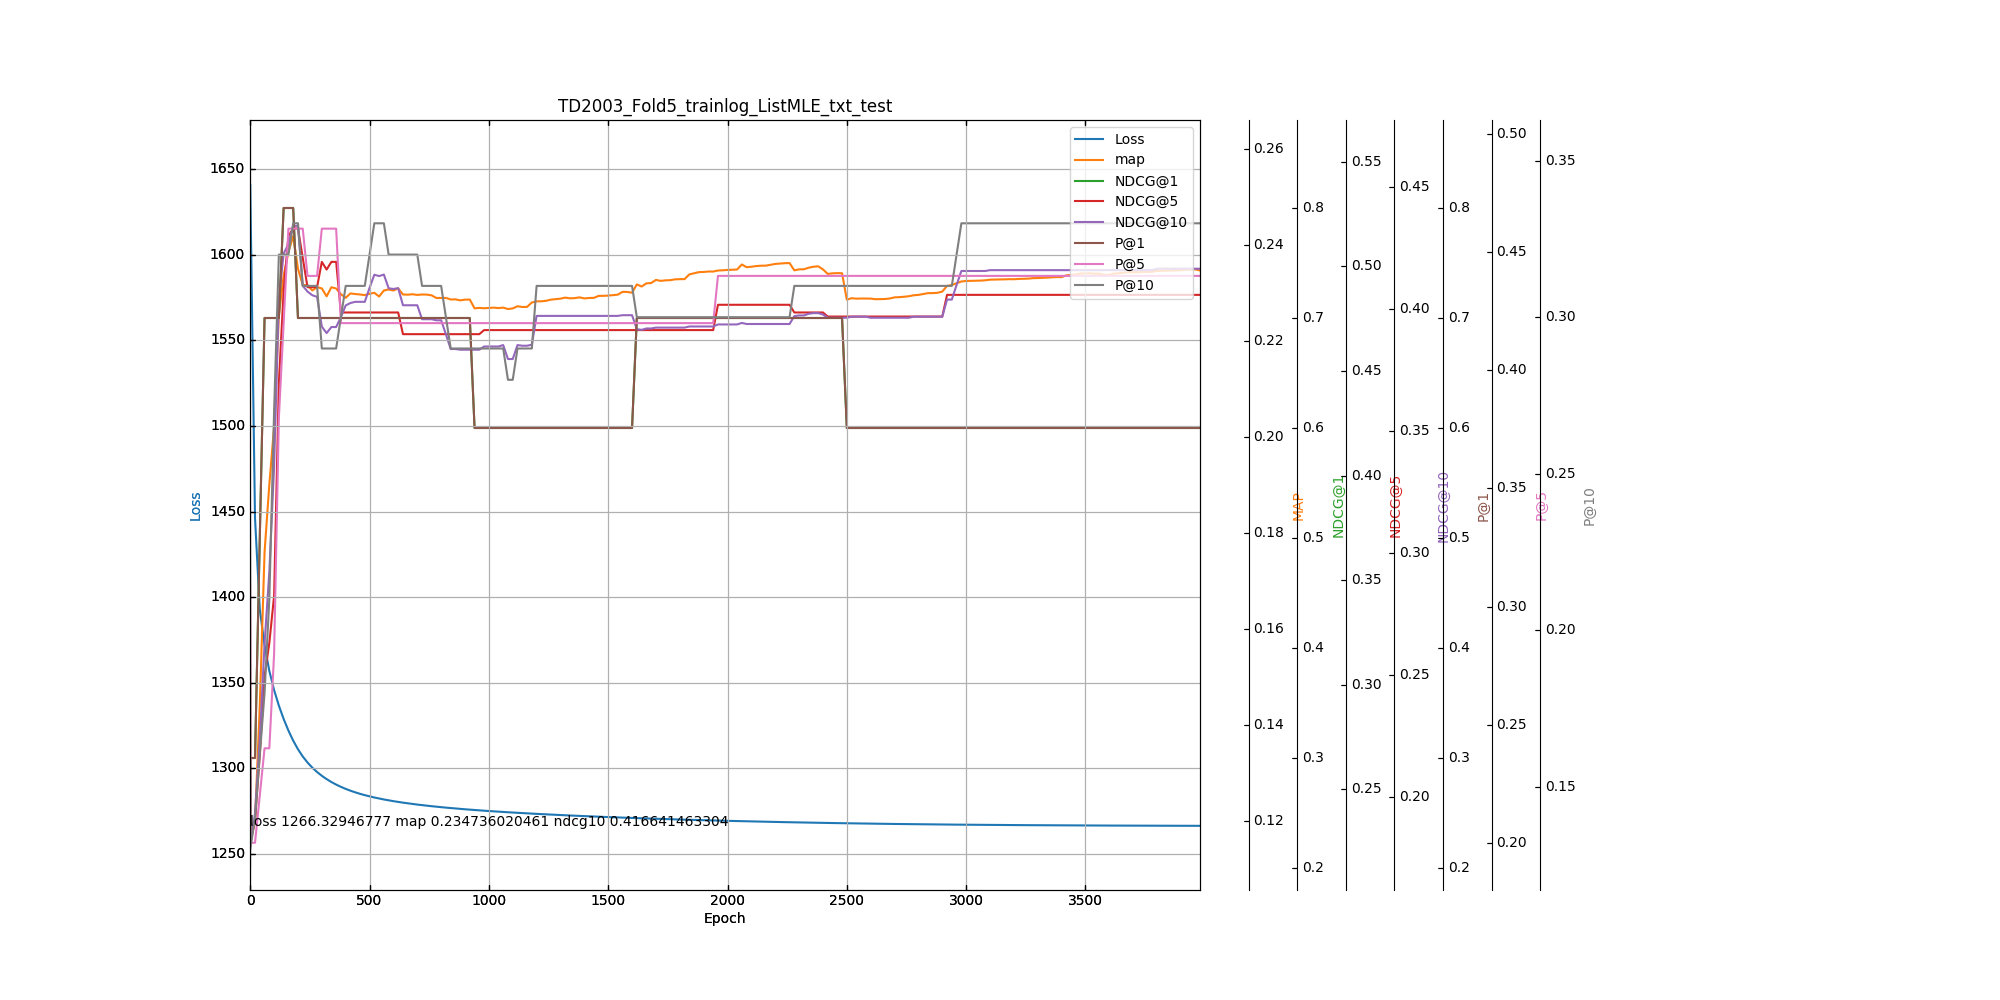 TD2003_Fold5_trainlog_ListMLE_txt_test
Loss
map
NDCG@1
NDCG@5
NDCG@10
P@1
P@5
P@10
1650
1600
1550
1500
1450
1400
1350
1300
1250
Loss
loss 1266.32946777 map 0.234736020461 ndcg10 0.416641463304
0 500 1000 1500 2000 2500 3000 3500
Epoch
0.26
0.24
0.22
0.20
0.18
0.16
0.14
0.12
MAP
0.8
0.7
0.6
0.5
0.4
0.3
0.2
NDCG@1
0.55
0.50
0.45
0.40
0.35
0.30
0.25
NDCG@5
0.45
0.40
0.35
0.30
0.25
0.20
NDCG@10
0.8
0.7
0.6
0.5
0.4
0.3
0.2
P@1
0.50
0.45
0.40
0.35
0.30
0.25
0.20
P@5
0.35
0.30
0.25
0.20
0.15
P@10